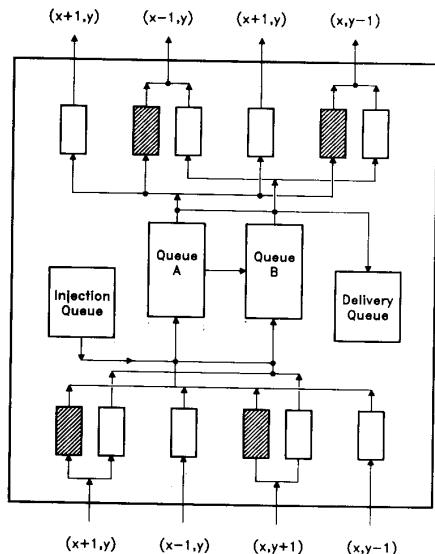 (x+1,y) (x-1,y) (x+1,y) (x,y-1)
Queue
A
Queue
B
Injection
Queue
Delivery
Queue
(x+1,y) (x-1,y) (x,y+1) (x,y-1)